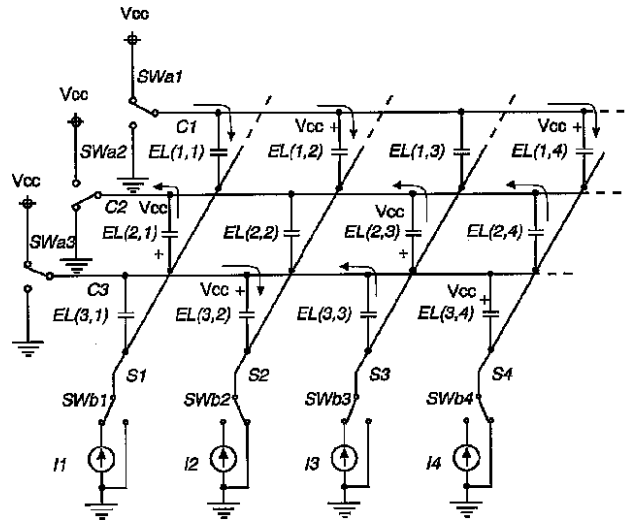 Vcc
SWa1
Vcc
C1
Vcc +
Vcc +
EL(1,1)
EL(1,2)
EL(1,3)
EL(1,4)
SWa2
Vcc
C2
Vcc
Vcc
EL(2,1)
EL(2,2)
EL(2,3)
EL(2,4)
+
+
SWa3
C3
Vcc +
Vcc +
EL(3,1)
EL(3,2)
EL(3,3)
EL(3,4)
S1
S2
S3
S4
SWb1
SWb2
SWb3
SWb4
I1
I2
I3
I4